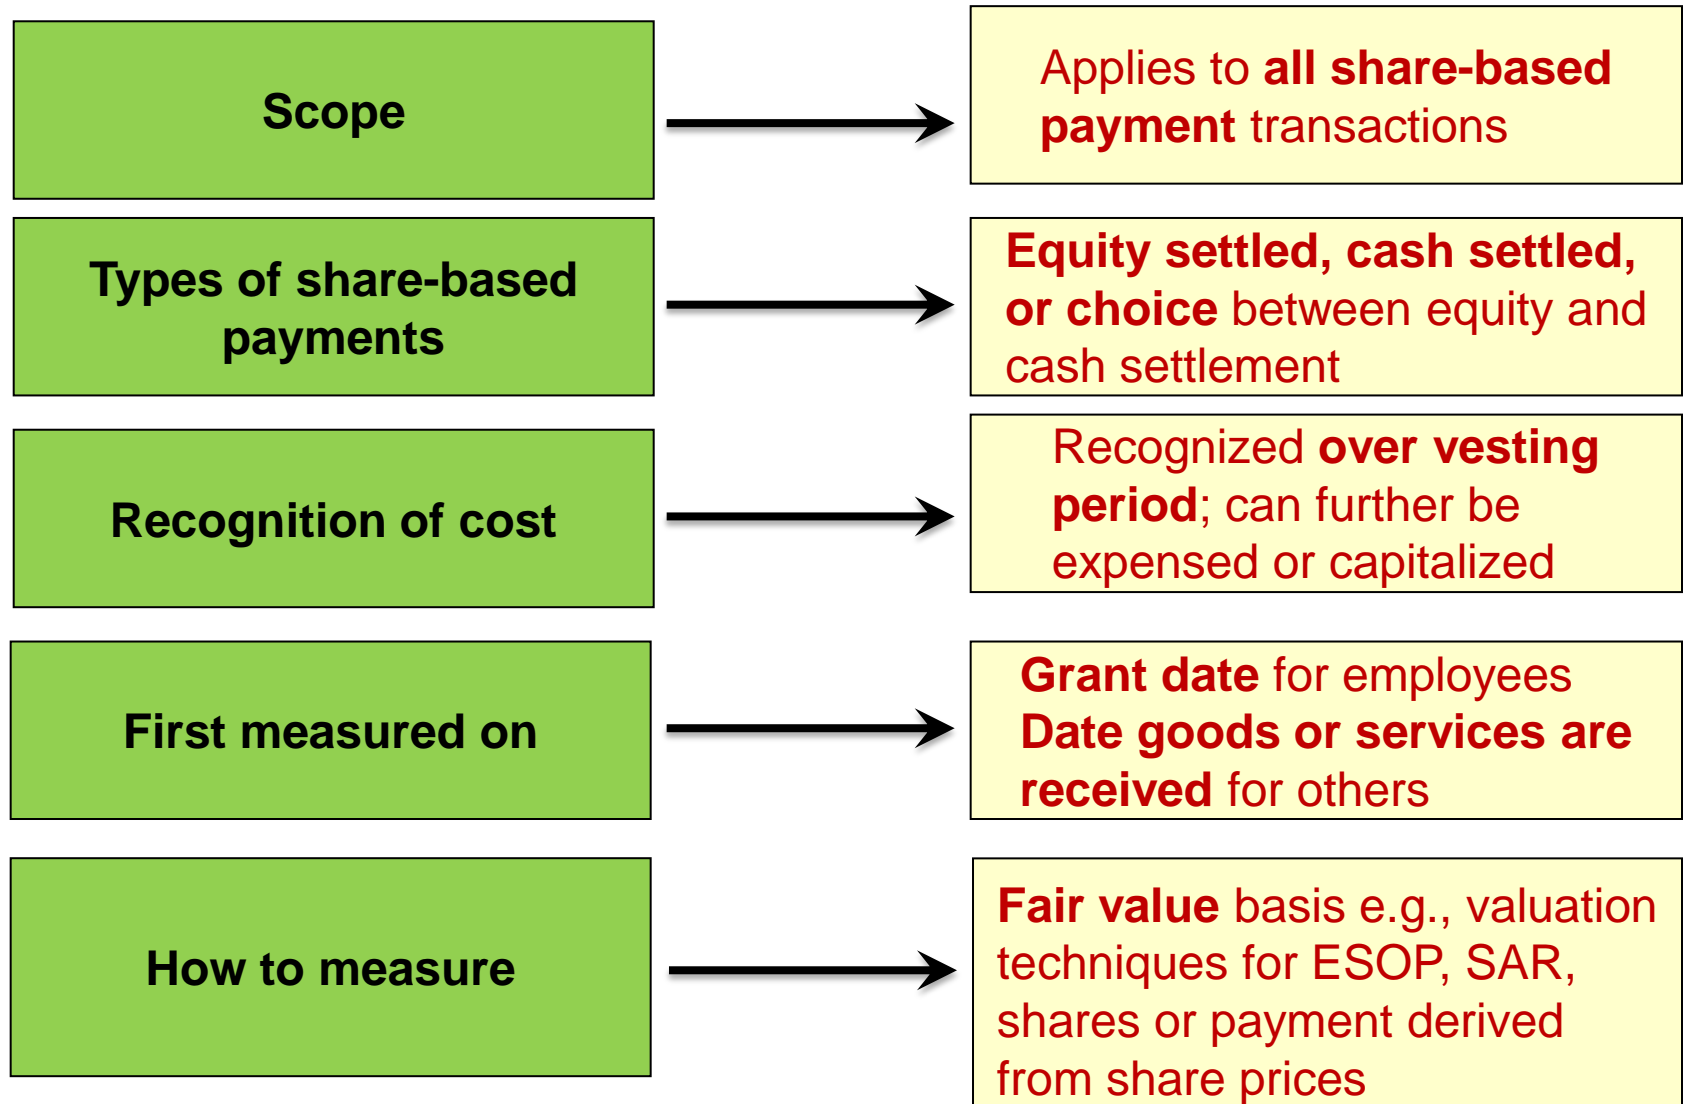 Scope
Applies to all share-based
payment transactions
Types of share-based
payments
Equity settled, cash settled,
or choice between equity and
cash settlement
Recognition of cost
Recognized over vesting
period; can further be
expensed or capitalized
First measured on
Grant date for employees
Date goods or services are
received for others
How to measure
Fair value basis e.g., valuation
techniques for ESOP, SAR,
shares or payment derived
from share prices